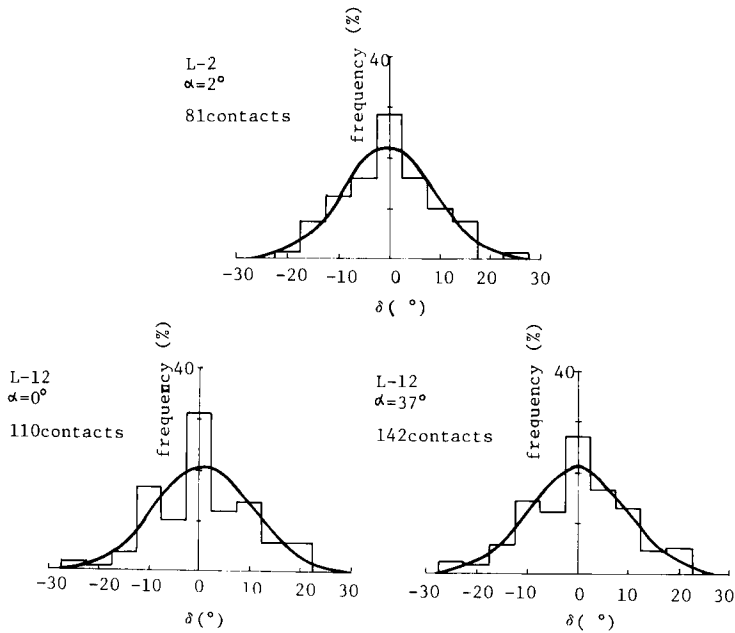 L-2
α=2°
81contacts
frequency (%)
40
-30 -20 -10 0 10 20 30
δ( °)
L-12
α=0°
110contacts
frequency (%)
40
-30 -20 -10 0 10 20 30
δ(°)
L-12
α=37°
142contacts
frequency (%)
40
-30 -20 -10 0 10 20 30
δ( °)